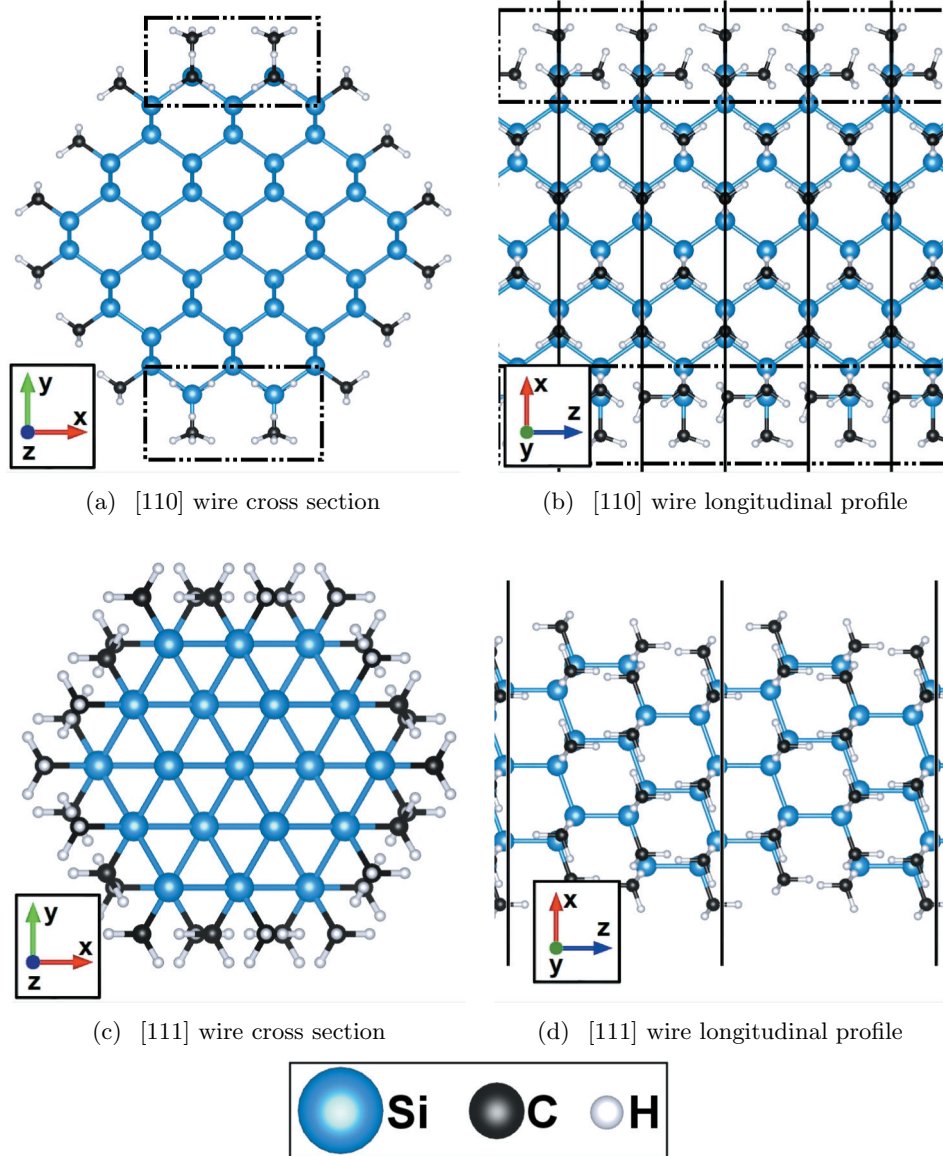 y
x
z
x
z
y
(a) [110] wire cross section
(b) [110] wire longitudinal profile
y
x
z
x
z
y
(c) [111] wire cross section
(d) [111] wire longitudinal profile
Si C H